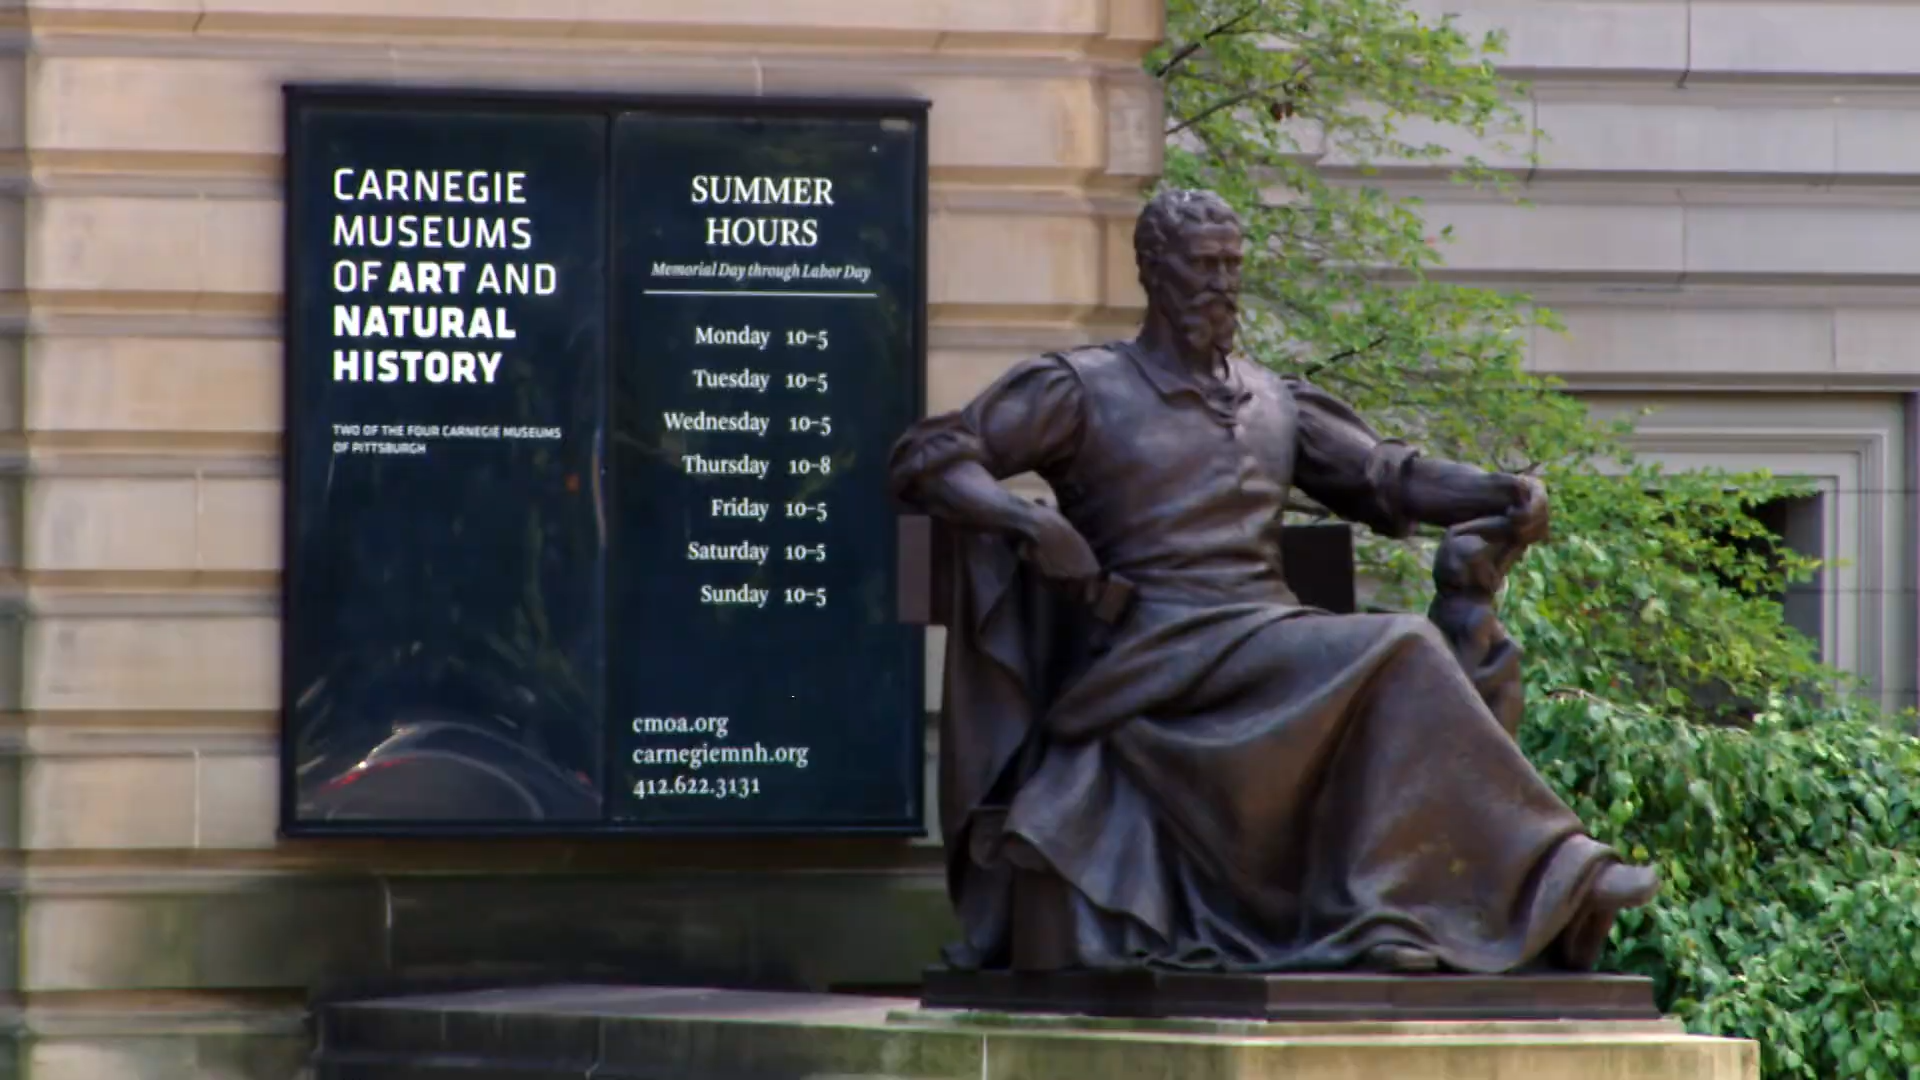 CARNEGIE
MUSEUMS
OF ART AND
NATURAL
HISTORY
TWO OF THE FOUR CARNEGIE MUSEUMS
OF PITTSBURGH
SUMMER
HOURS
Memorial Day through Labor Day
Monday 10-5
Tuesday 10-5
Wednesday 10-5
Thursday 10-8
Friday 10-5
Saturday 10-5
Sunday 10-5
cmoa.org
carnegiemnh.org
412.622.3131